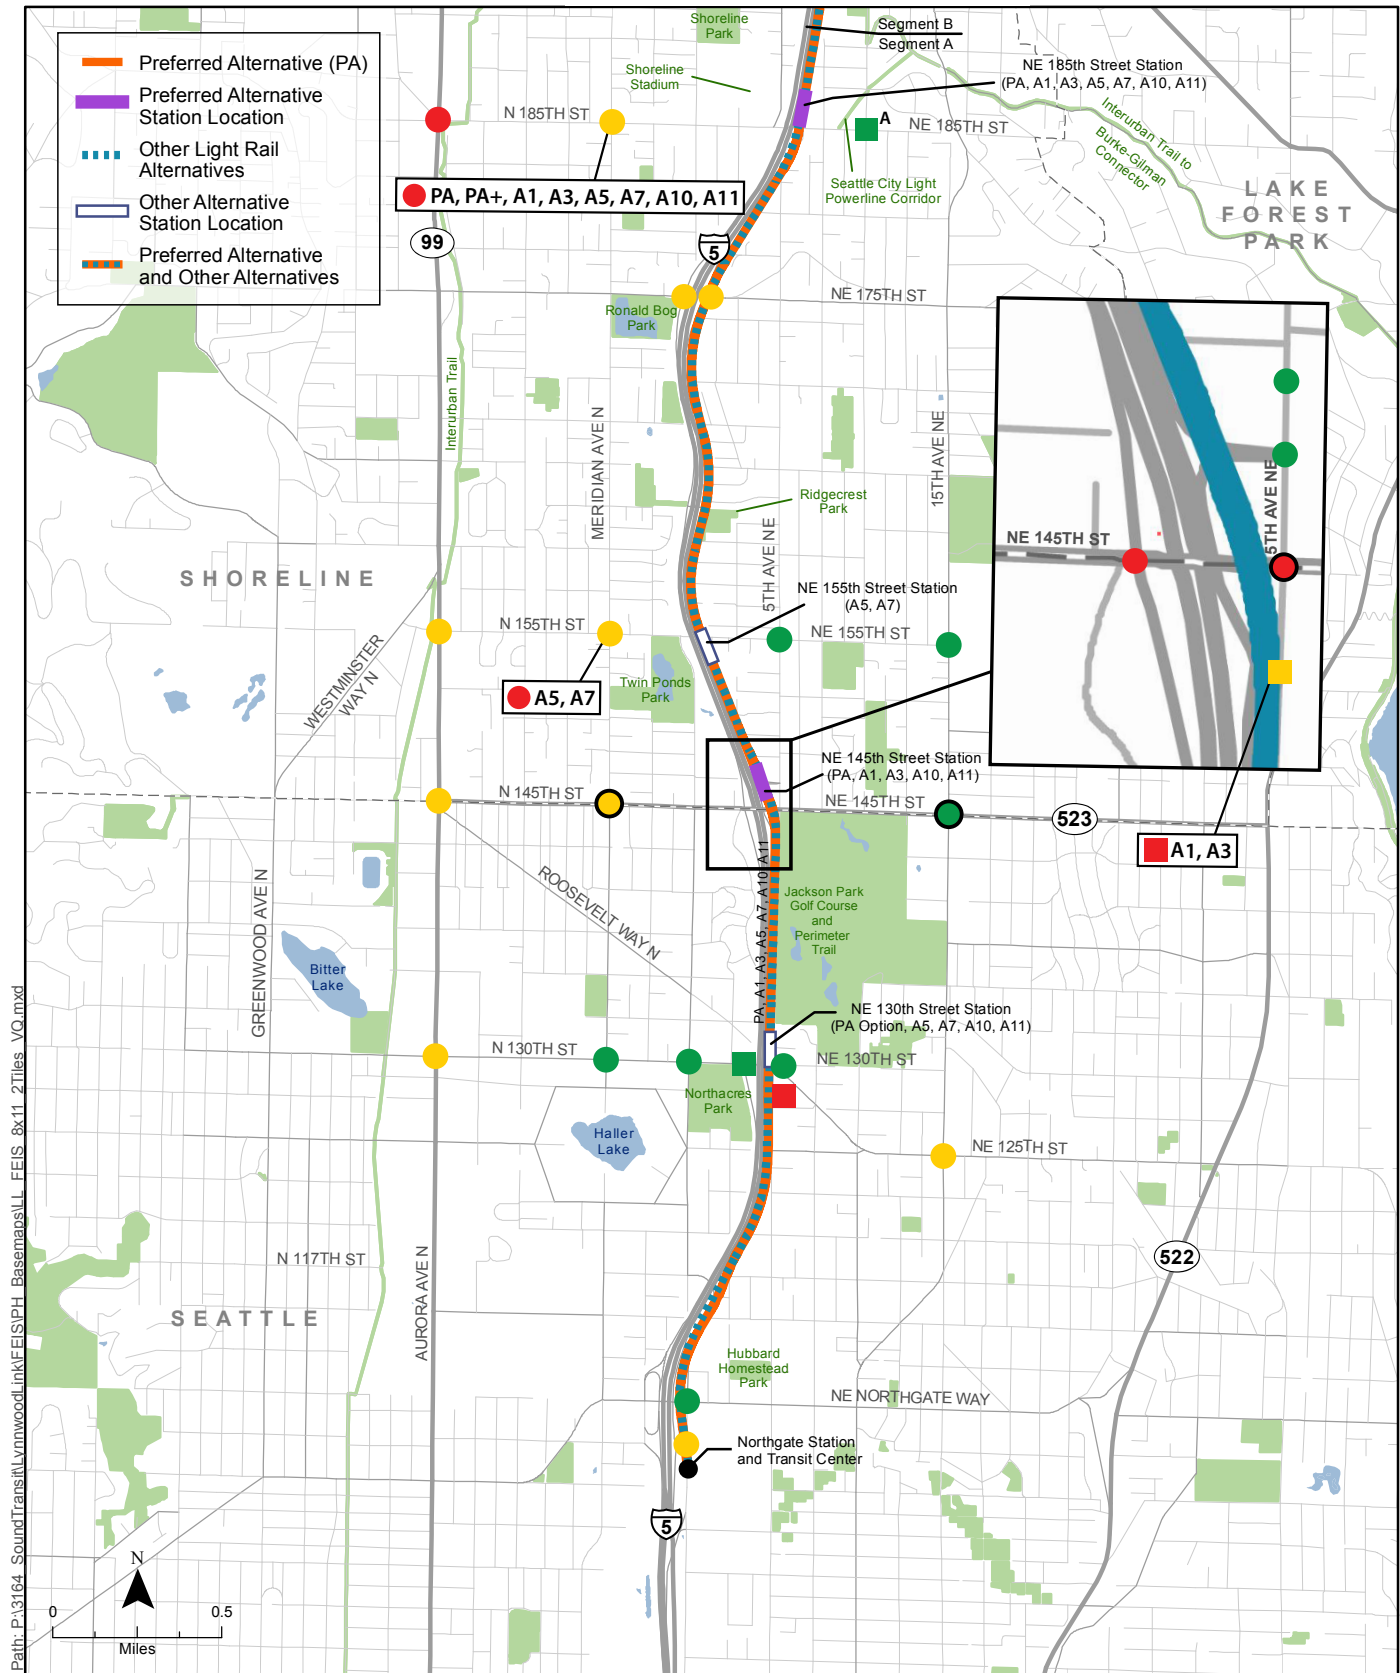 Preferred Alternative (PA)
Preferred Alternative
Station Location
Other Light Rail
Alternatives
Other Alternative
Station Location
Preferred Alternative
and Other Alternatives
Shoreline
Park
Segment B
Segment A
Shoreline
Stadium
NE 185th Street Station
(PA, A1, A3, A5, A7, A10, A11)
N 185TH ST
A
NE 185TH ST
Interurban Trail to
Burke-Gilman
Connector
PA, PA+, A1, A3, A5, A7, A10, A11
Seattle City Light
Powerline Corridor
LAKE
FOREST
PARK
99
5
NE 175TH ST
Ronald Bog
Park
Interurban Trail
MERIDIAN AVE N
15TH AVE NE
Ridgecrest
Park
5TH AVE NE
5TH AVE NE
NE 145TH ST
SHORELINE
NE 155th Street Station
(A5, A7)
N 155TH ST
NE 155TH ST
WESTMINSTER
WAY N
Twin Ponds
Park
A5, A7
NE 145th Street Station
(PA, A1, A3, A10, A11)
N 145TH ST
NE 145TH ST
523
A1, A3
ROOSEVELT WAY N
GREENWOOD AVE N
PA, A1, A3, A5, A7, A10, A11
Jackson Park
Golf Course
and
Perimeter
Trail
Bitter
Lake
NE 130th Street Station
(PA Option, A5, A7, A10, A11)
N 130TH ST
NE 130TH ST
Northacres
Park
Haller
Lake
NE 125TH ST
N 117TH ST
522
AURORA AVE N
SEATTLE
Hubbard
Homestead
Park
NE NORTHGATE WAY
Northgate Station
and Transit Center
5
N
0 0.5
Miles
Path: P:\3164_SoundTransit\LynnwoodLink\FEIS\PH_Basemaps\LL_FEIS_8x11_2Tiles_VQ.mxd